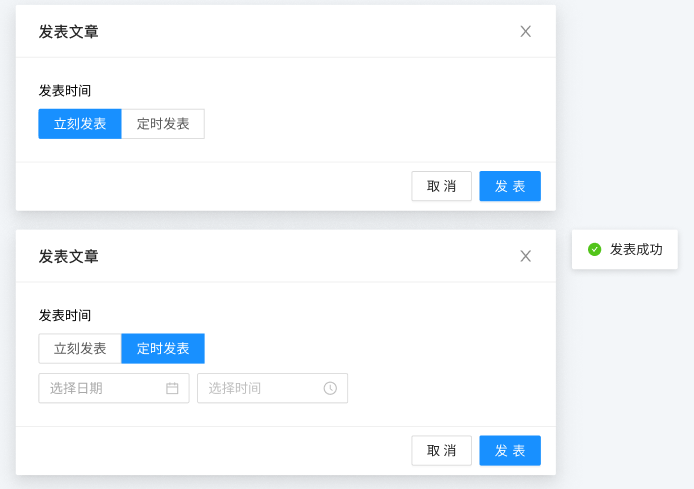 发表文章
发表时间
立刻发表 定时发表
取 消 发 表
发表文章
发表成功
发表时间
立刻发表 定时发表
选择日期 选择时间
取 消 发 表